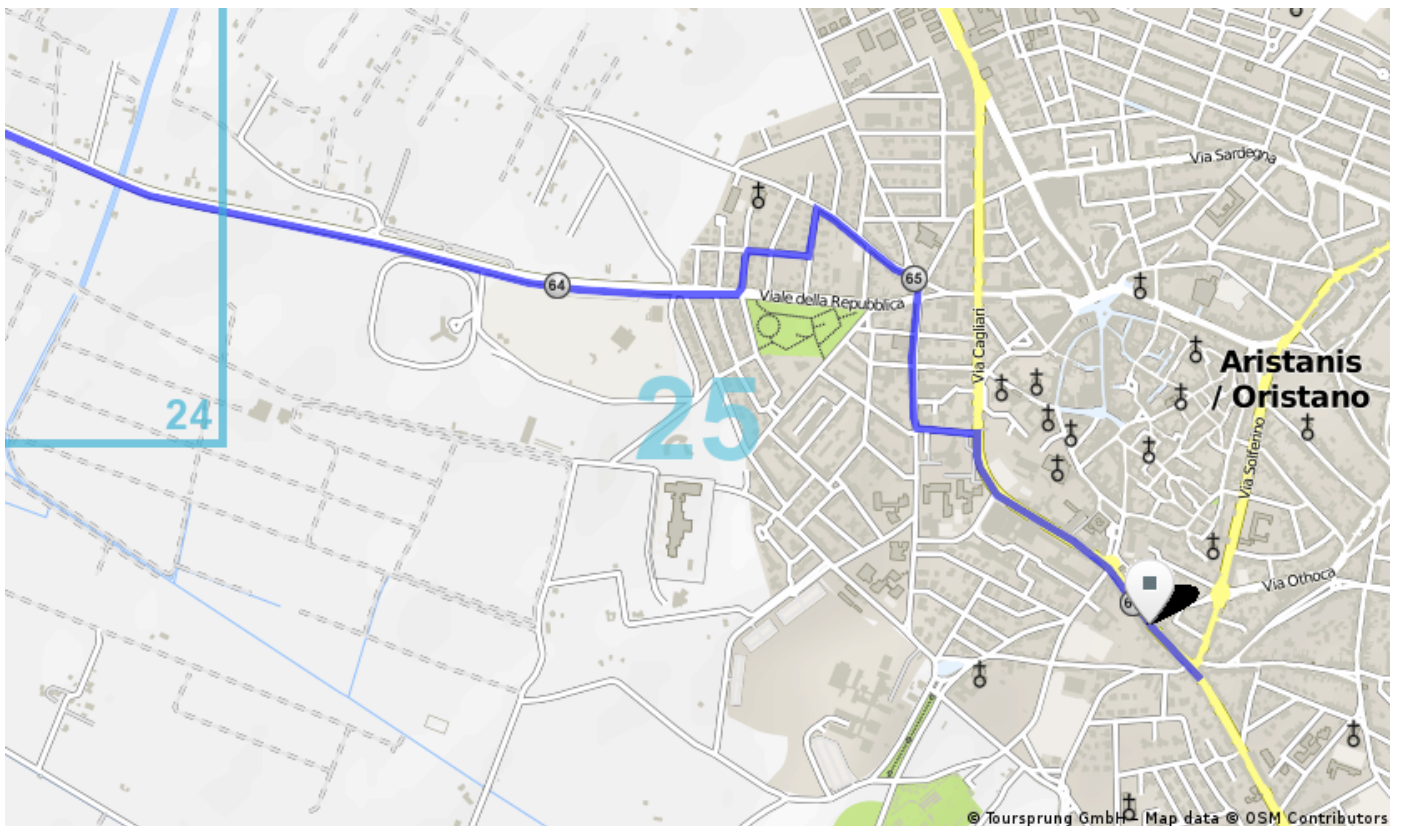 Via Sardegna
64
65
Viale della Repubblica
Via Cagliari
Aristanis
/ Oristano
24
25
Via Solferino
Via Othoca
© Toursprung GmbH - Map data © OSM Contributors